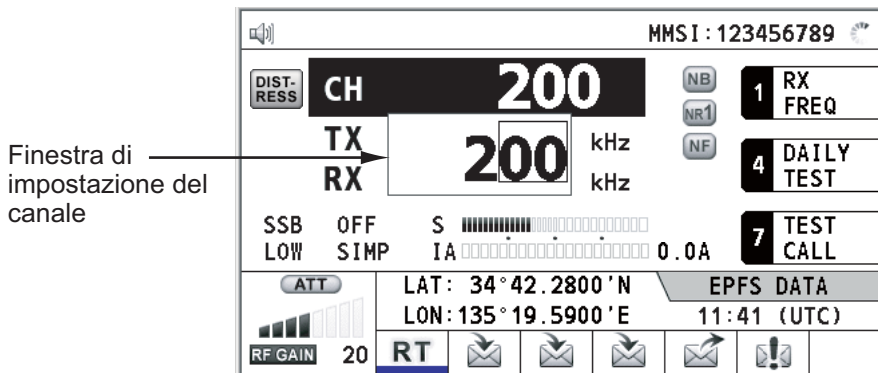 MMSI:123456789
DIST-
RESS
CH 200
NB
1 RX
FREQ
NR1
Finestra di
impostazione del
canale
TX
RX
200
kHz
kHz
NF
4 DAILY
TEST
SSB OFF S
LOW SIMP IA 0.0A
7 TEST
CALL
ATT
LAT: 34°42.2800'N
EPFS DATA
LON:135°19.5900'E
11:41 (UTC)
RF GAIN 20
RT